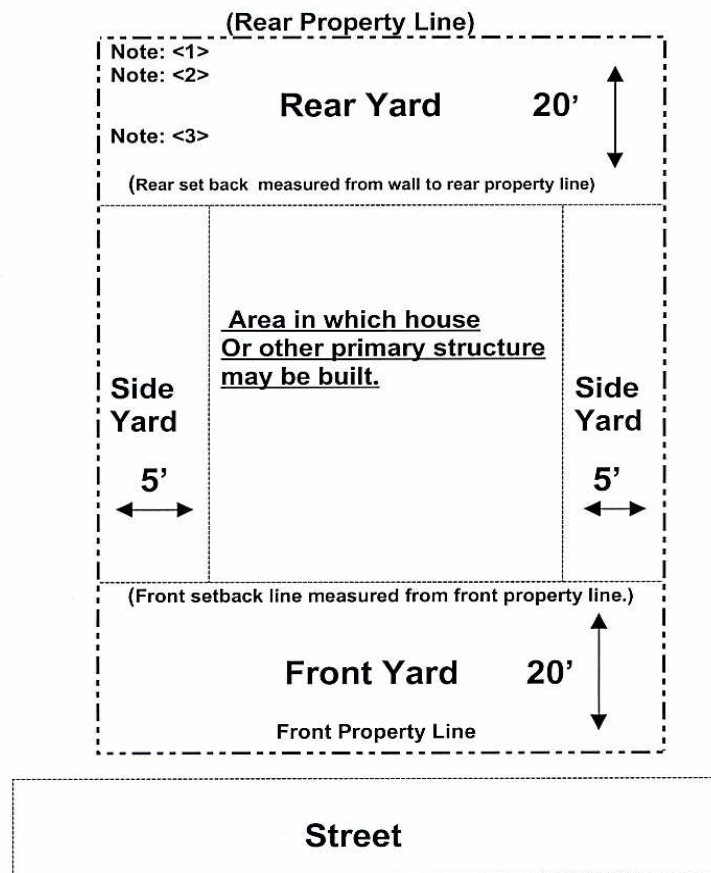 (Rear Property Line)
Note: <1>
Note: <2>
Rear Yard 20'
Note: <3>
(Rear set back measured from wall to rear property line)
Area in which house
Or other primary structure
may be built.
Side
Yard
5'
Side
Yard
5'
(Front setback line measured from front property line.)
Front Yard 20'
Front Property Line
Street